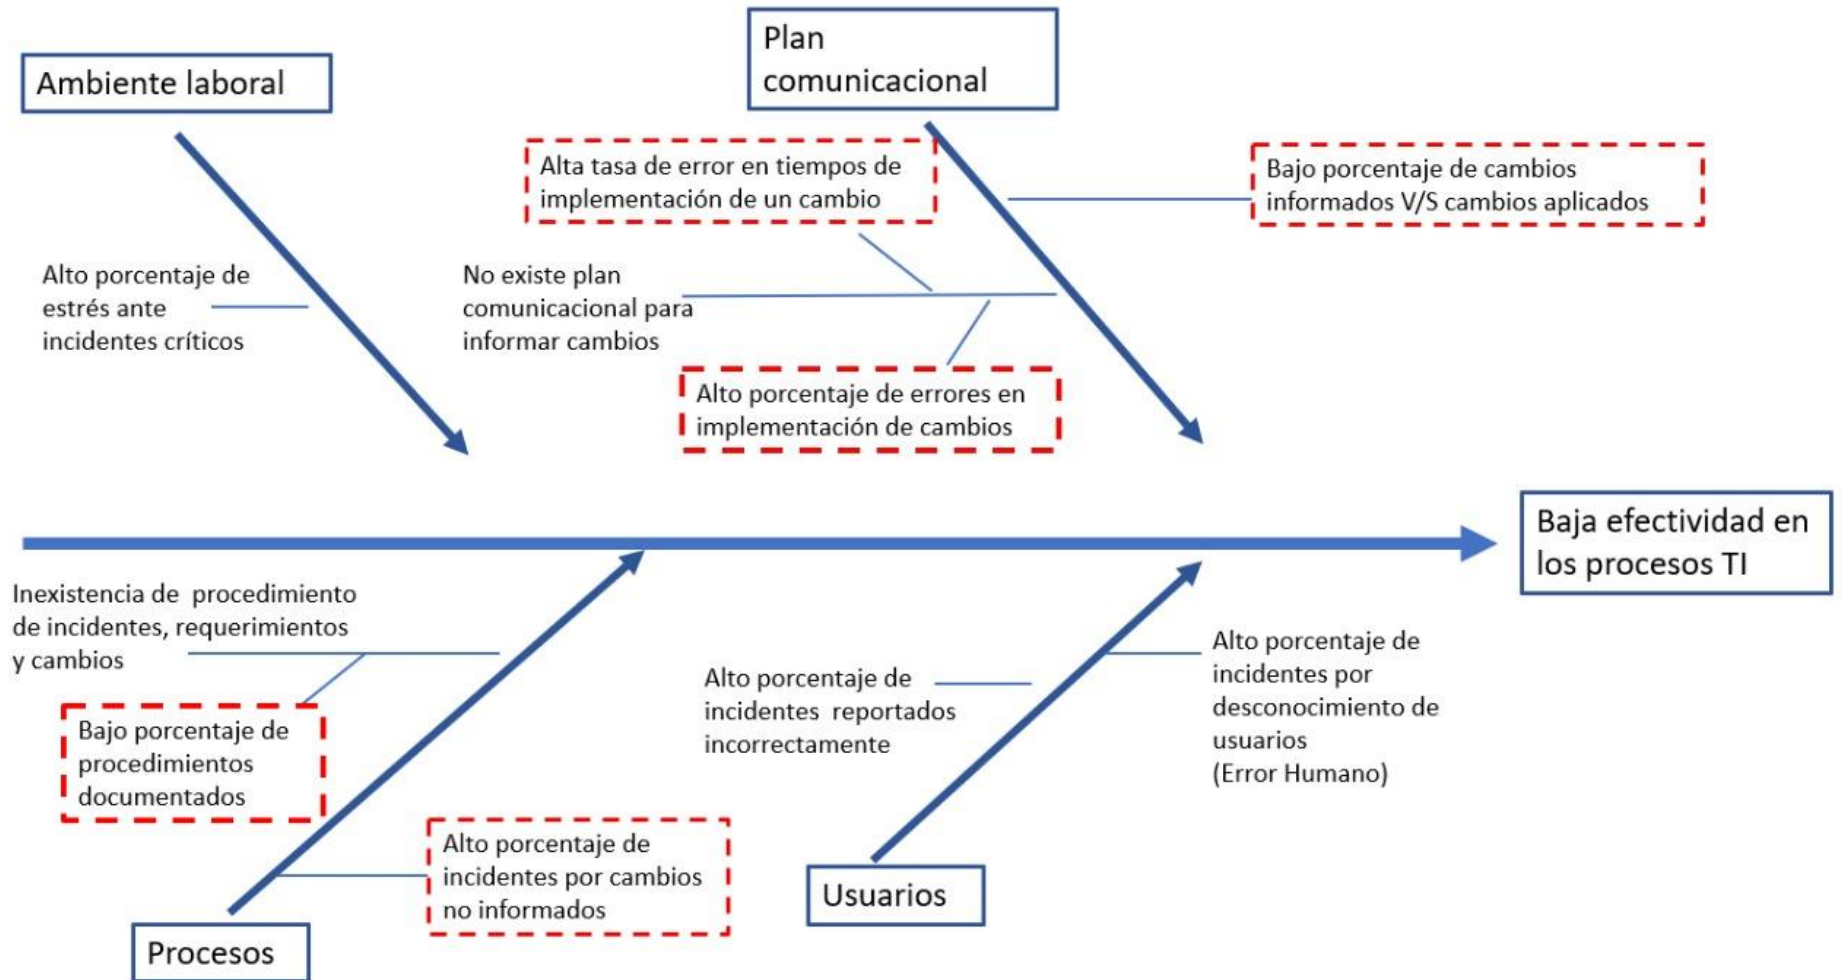 Plan
comunicacional
Ambiente laboral
Alta tasa de error en tiempos de
implementación de un cambio
Bajo porcentaje de cambios
informados V/S cambios aplicados
Alto porcentaje de
estrés ante
incidentes críticos
No existe plan
comunicacional para
informar cambios
Alto porcentaje de errores en
implementación de cambios
Baja efectividad en
los procesos TI
Inexistencia de procedimiento
de incidentes, requerimientos
y cambios
Bajo porcentaje de
procedimientos
documentados
Alto porcentaje de
incidentes reportados
incorrectamente
Alto porcentaje de
incidentes por
desconocimiento de
usuarios
(Error Humano)
Alto porcentaje de
incidentes por cambios
no informados
Usuarios
Procesos